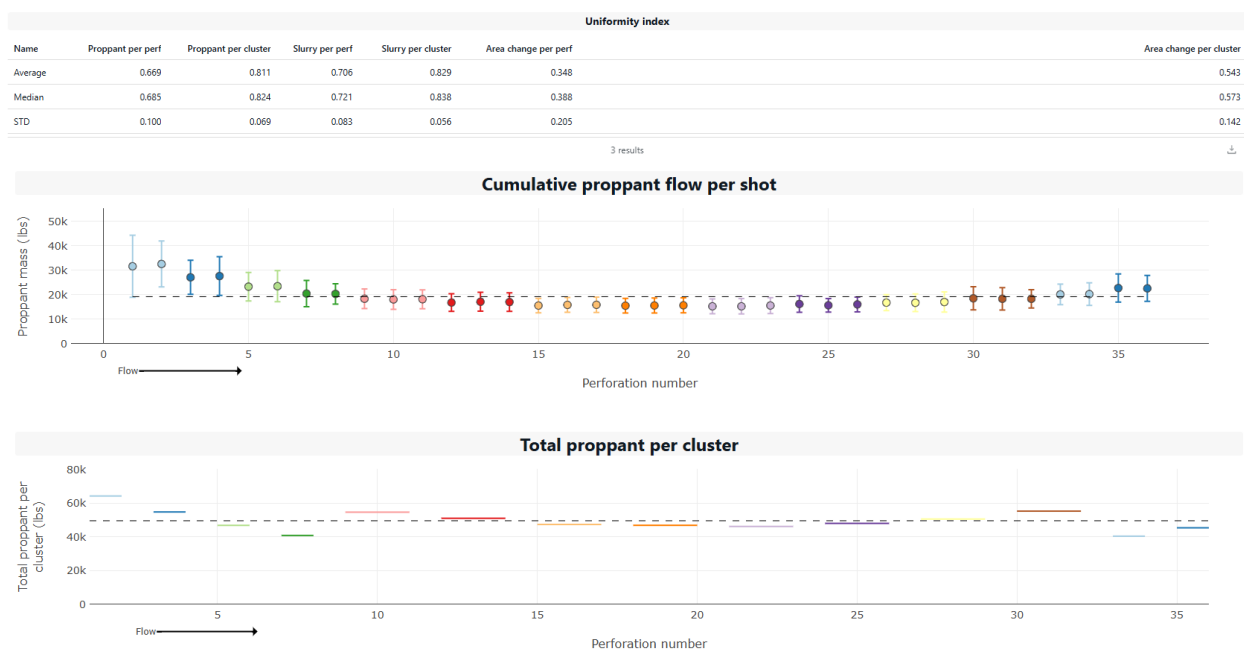 Uniformity index
Name Proppant per perf Proppant per cluster Slurry per perf Slurry per cluster Area change per perf Area change per cluster
Average 0.669 0.811 0.706 0.829 0.348 0.543
Median 0.685 0.824 0.721 0.838 0.388 0.573
STD 0.100 0.069 0.083 0.056 0.205 0.142
3 results
Cumulative proppant flow per shot
Proppant mass (lbs)
50k
40k
30k
20k
10k
0
0 5 10 15 20 25 30 35
Flow
Perforation number
Total proppant per cluster
Total proppant per
cluster (lbs)
80k
60k
40k
20k
0
5 10 15 20 25 30 35
Flow
Perforation number